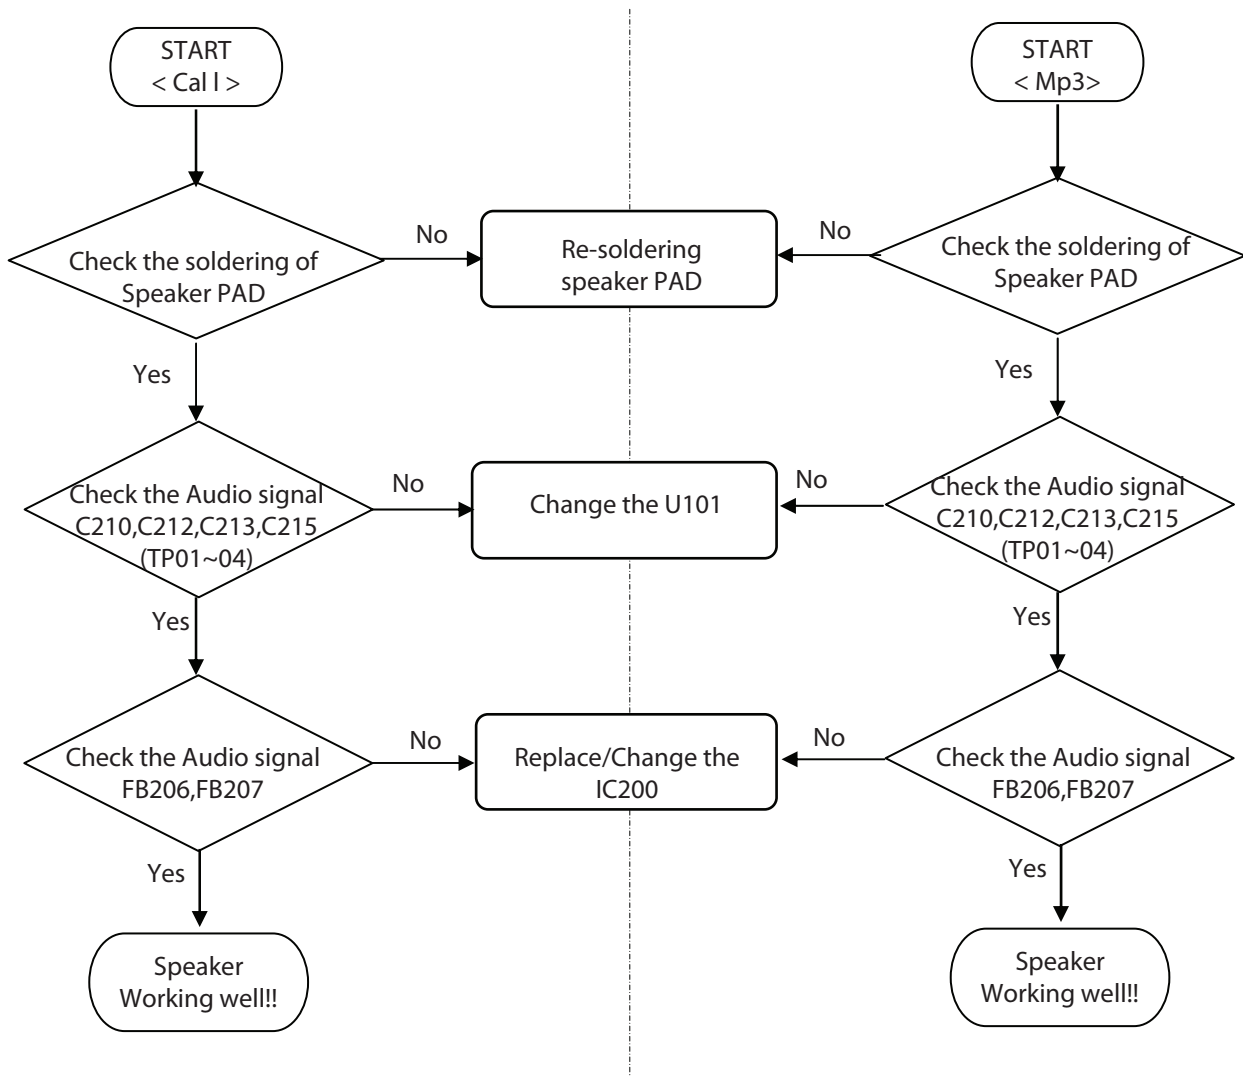 START
< Cal l >
START
< Mp3>
Check the soldering of
Speaker PAD
No
Re-soldering
speaker PAD
No
Check the soldering of
Speaker PAD
Yes
Yes
Check the Audio signal
C210,C212,C213,C215
(TP01~04)
No
Change the U101
No
Check the Audio signal
C210,C212,C213,C215
(TP01~04)
Yes
Yes
Check the Audio signal
FB206,FB207
No
Replace/Change the
IC200
No
Check the Audio signal
FB206,FB207
Yes
Yes
Speaker
Working well!!
Speaker
Working well!!